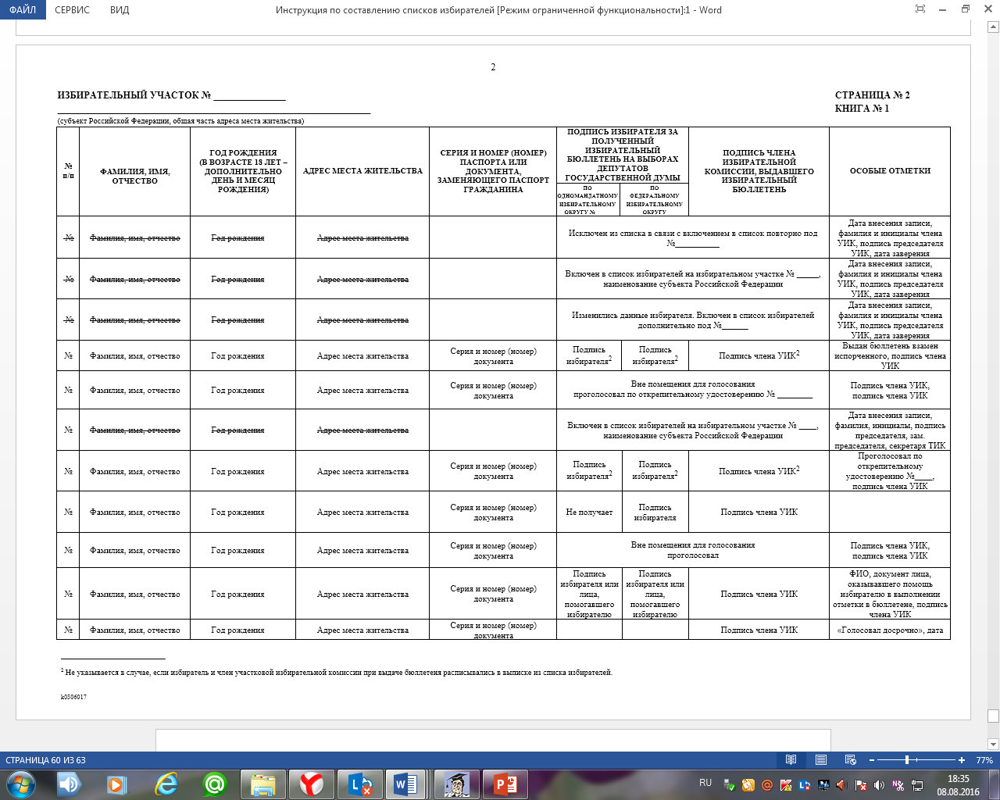 ФАЙЛ СЕРВИС ВИД Инструкция по составлению списков избирателей [Режим ограниченной функциональности]:1 - Word
2
ИЗБИРАТЕЛЬНЫЙ УЧАСТОК № ______________ СТРАНИЦА № 2
КНИГА № 1
(субъект Российской Федерации, общая часть адреса места жительства)
№
п/п
ФАМИЛИЯ, ИМЯ,
ОТЧЕСТВО
ГОД РОЖДЕНИЯ
(В ВОЗРАСТЕ 18 ЛЕТ –
ДОПОЛНИТЕЛЬНО
ДЕНЬ И МЕСЯЦ
РОЖДЕНИЯ)
АДРЕС МЕСТА ЖИТЕЛЬСТВА
СЕРИЯ И НОМЕР (НОМЕР)
ПАСПОРТА ИЛИ
ДОКУМЕНТА,
ЗАМЕНЯЮЩЕГО ПАСПОРТ
ГРАЖДАНИНА
ПОДПИСЬ ИЗБИРАТЕЛЯ ЗА
ПОЛУЧЕННЫЙ
ИЗБИРАТЕЛЬНЫЙ
БЮЛЛЕТЕНЬ НА ВЫБОРАХ
ДЕПУТАТОВ
ГОСУДАРСТВЕННОЙ ДУМЫ
ПО
ОДНОМАНДАТНОМУ
ИЗБИРАТЕЛЬНОМУ
ОКРУГУ №
ПО
ФЕДЕРАЛЬНОМУ
ИЗБИРАТЕЛЬНОМУ
ОКРУГУ
ПОДПИСЬ ЧЛЕНА
ИЗБИРАТЕЛЬНОЙ
КОМИССИИ, ВЫДАВШЕГО
ИЗБИРАТЕЛЬНЫЙ
БЮЛЛЕТЕНЬ
ОСОБЫЕ ОТМЕТКИ
№ Фамилия, имя, отчество Год рождения Адрес места жительства
Исключен из списка в связи с включением в список повторно под
№__________
Дата внесения записи,
фамилия и инициалы члена
УИК, подпись председателя
УИК, дата заверения
№ Фамилия, имя, отчество Год рождения Адрес места жительства
Включен в список избирателей на избирательном участке № _____,
наименование субъекта Российской Федерации
Дата внесения записи,
фамилия и инициалы члена
УИК, подпись председателя
УИК, дата заверения
№ Фамилия, имя, отчество Год рождения Адрес места жительства
Изменились данные избирателя. Включен в список избирателей
дополнительно под №______
Дата внесения записи,
фамилия и инициалы члена
УИК, подпись председателя
УИК, дата заверения
№ Фамилия, имя, отчество Год рождения Адрес места жительства
Серия и номер (номер)
документа
Подпись
избирателя2
Подпись
избирателя2
Подпись члена УИК2
Выдан бюллетень взамен
испорченного, подпись члена
УИК
№ Фамилия, имя, отчество Год рождения Адрес места жительства
Серия и номер (номер)
документа
Вне помещения для голосования
проголосовал по открепительному удостоверению № ________
Подпись члена УИК,
подпись члена УИК
№ Фамилия, имя, отчество Год рождения Адрес места жительства
Включен в список избирателей на избирательном участке № ____,
наименование субъекта Российской Федерации
Дата внесения записи,
фамилия, инициалы, подпись
председателя, зам.
председателя, секретаря ТИК
№ Фамилия, имя, отчество Год рождения Адрес места жительства
Серия и номер (номер)
документа
Подпись
избирателя2
Подпись
избирателя2
Подпись члена УИК2
Проголосовал по
открепительному
удостоверению №____,
подпись члена УИК
№ Фамилия, имя, отчество Год рождения Адрес места жительства
Серия и номер (номер)
документа
Не получает
Подпись
избирателя
Подпись члена УИК
№ Фамилия, имя, отчество Год рождения Адрес места жительства
Серия и номер (номер)
документа
Вне помещения для голосования
проголосовал
Подпись члена УИК,
подпись члена УИК
№ Фамилия, имя, отчество Год рождения Адрес места жительства
Серия и номер (номер)
документа
Подпись
избирателя или
лица,
помогавшего
избирателю
Подпись
избирателя или
лица,
помогавшего
избирателю
Подпись члена УИК
ФИО, документ лица,
оказывавшего помощь
избирателю в выполнении
отметки в бюллетене, подпись
члена УИК
№ Фамилия, имя, отчество Год рождения Адрес места жительства
Серия и номер (номер)
документа
Подпись члена УИК
«Голосовал досрочно», дата
2 Не указывается в случае, если избиратель и член участковой избирательной комиссии при выдаче бюллетеня расписывались в выписке из списка избирателей.
k0306017
СТРАНИЦА 60 ИЗ 63 77%
RU 18:35
08.08.2016